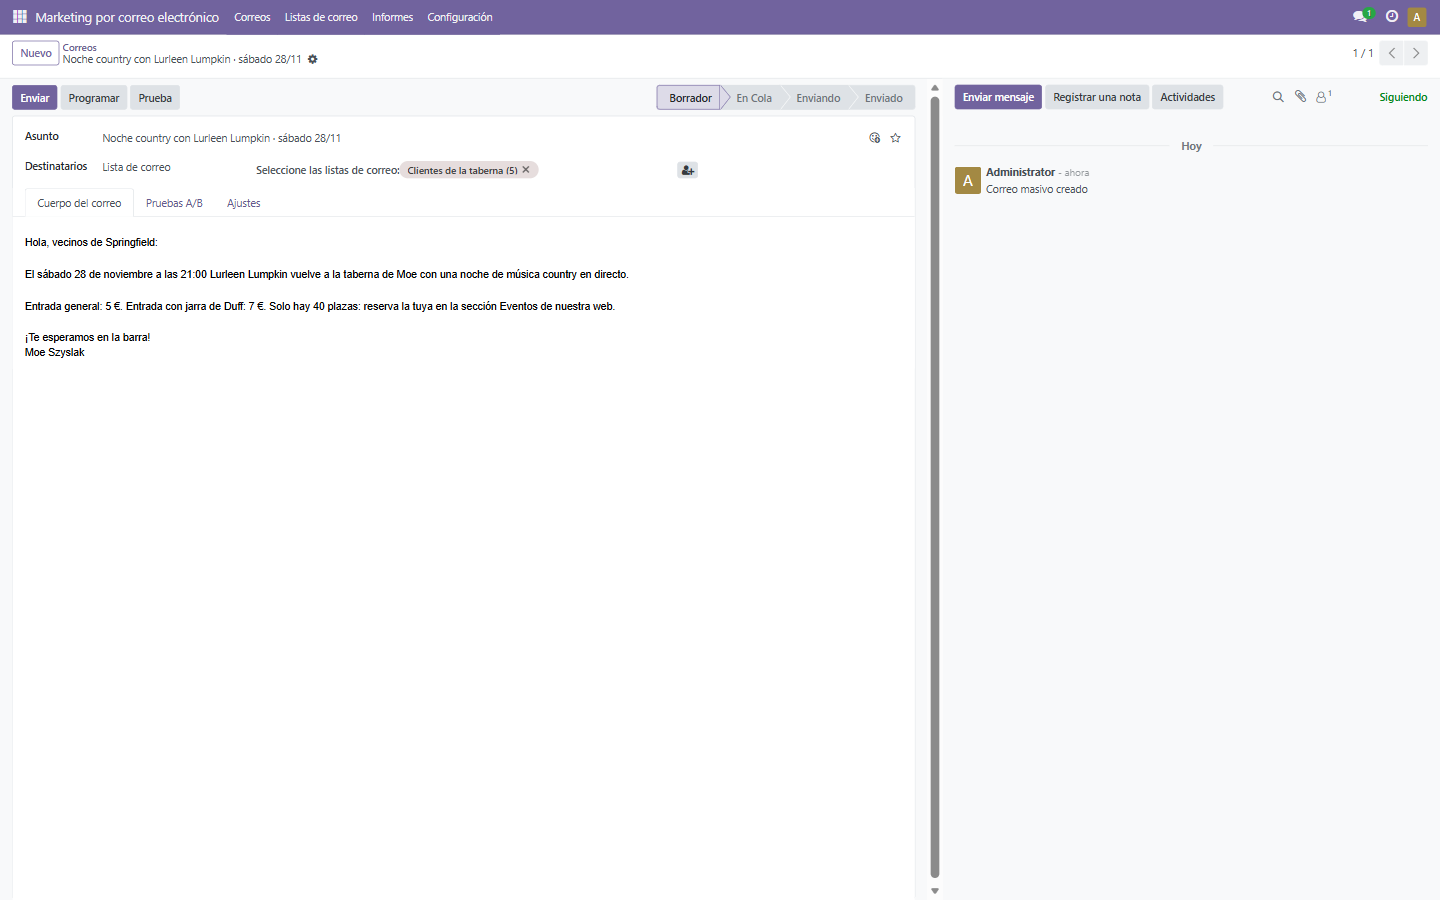 Marketing por correo electrónico Correos Listas de correo Informes Configuración 1 A
Nuevo Correos
Noche country con Lurleen Lumpkin · sábado 28/11
1 / 1
Enviar Programar Prueba Borrador En Cola Enviando Enviado
Enviar mensaje Registrar una nota Actividades 1 Siguiendo
Asunto Noche country con Lurleen Lumpkin · sábado 28/11
Destinatarios Lista de correo Seleccione las listas de correo: Clientes de la taberna (5)
Cuerpo del correo Pruebas A/B Ajustes
Hola, vecinos de Springfield:
El sábado 28 de noviembre a las 21:00 Lurleen Lumpkin vuelve a la taberna de Moe con una noche de música country en directo.
Entrada general: 5 €. Entrada con jarra de Duff: 7 €. Solo hay 40 plazas: reserva la tuya en la sección Eventos de nuestra web.
¡Te esperamos en la barra!
Moe Szyslak
Hoy
A Administrator - ahora
Correo masivo creado